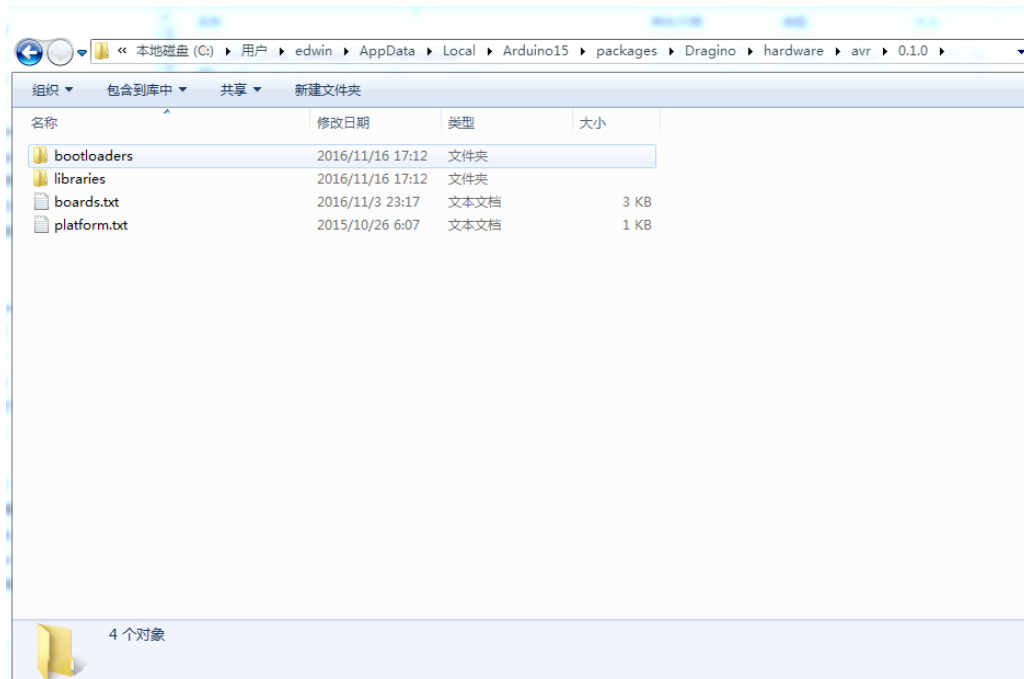 « 本地磁盘 (C:) 用户 edwin AppData Local Arduino15 packages Dragino hardware avr 0.1.0
组织 包含到库中 共享 新建文件夹
名称 修改日期 类型 大小
bootloaders 2016/11/16 17:12 文件夹
libraries 2016/11/16 17:12 文件夹
boards.txt 2016/11/3 23:17 文本文档 3 KB
platform.txt 2015/10/26 6:07 文本文档 1 KB
4 个对象